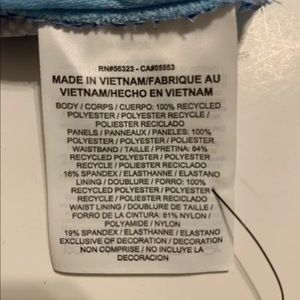 RN#56323 - CA#05553
MADE IN VIETNAM/FABRIQUE AU
VIETNAM/HECHO EN VIETNAM
BODY / CORPS / CUERPO: 100% RECYCLED
POLYESTER / POLYESTER RECYCLE /
POLIESTER RECICLADO
PANELS / PANNEAUX / PANELES: 100%
POLYESTER / POLYESTER / POLIESTER
WAISTBAND / TAILLE / PRETINA: 84%
RECYCLED POLYESTER / POLYESTER
RECYCLE / POLIESTER RECICLADO
16% SPANDEX / ELASTHANNE / ELASTANO
LINING / DOUBLURE / FORRO: 100%
RECYCLED POLYESTER / POLYESTER
RECYCLE / POLIESTER RECICLADO
WAIST LINING / DOUBLURE DE TAILLE /
FORRO DE LA CINTURA: 81% NYLON /
POLYAMIDE / NYLON
19% SPANDEX / ELASTHANNE / ELASTANO
EXCLUSIVE OF DECORATION / DECORATION
NON COMPRISE / NO INCLUYE LA
DECORACION